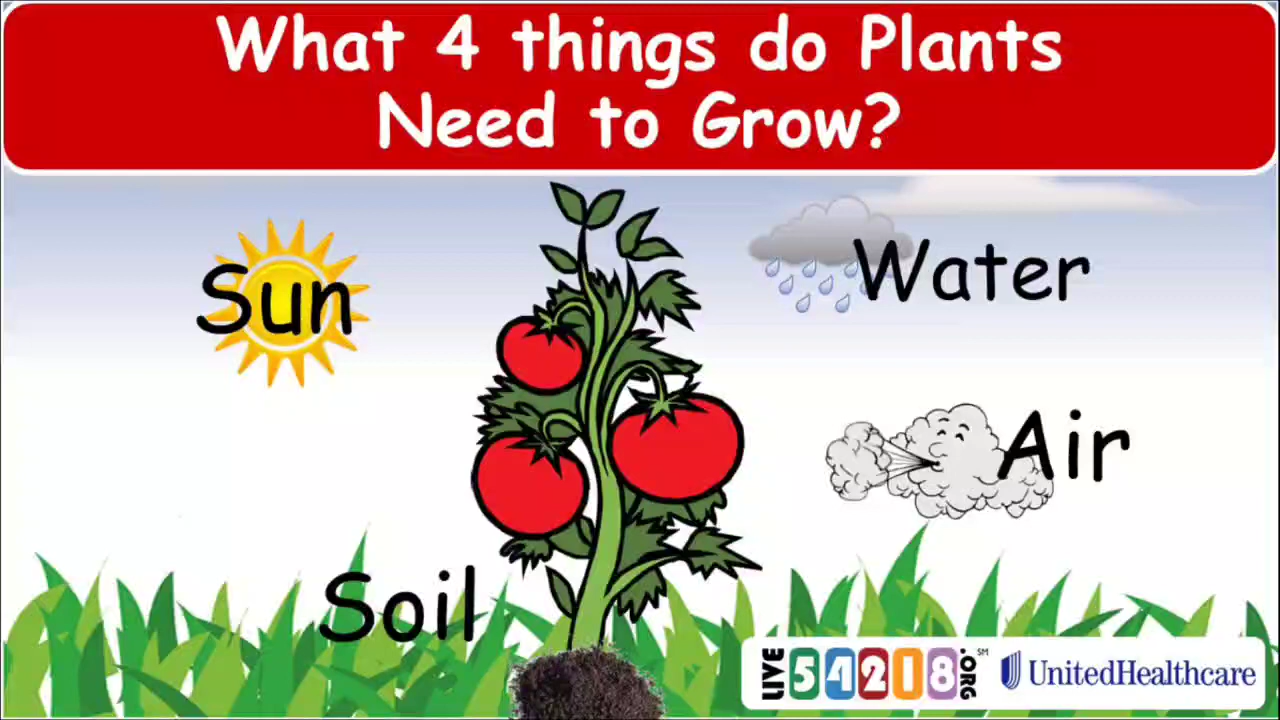 What 4 things do Plants
Need to Grow?
Sun
Water
Air
Soil
LIVE 54218 .ORG SM
UnitedHealthcare